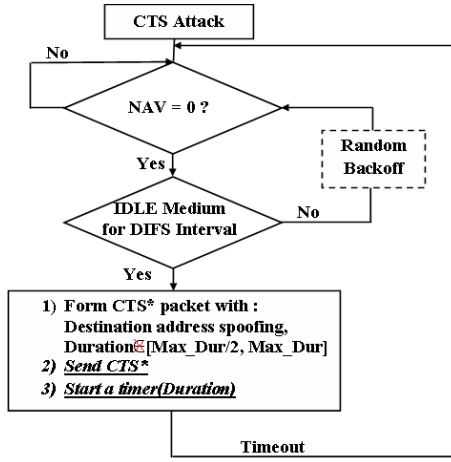 CTS Attack
No
NAV = 0 ?
Random
Backoff
Yes
IDLE Medium
for DIFS Interval
No
Yes
1) Form CTS* packet with :
Destination address spoofing,
Duration∈[Max_Dur/2, Max_Dur]
2) Send CTS*
3) Start a timer(Duration)
Timeout